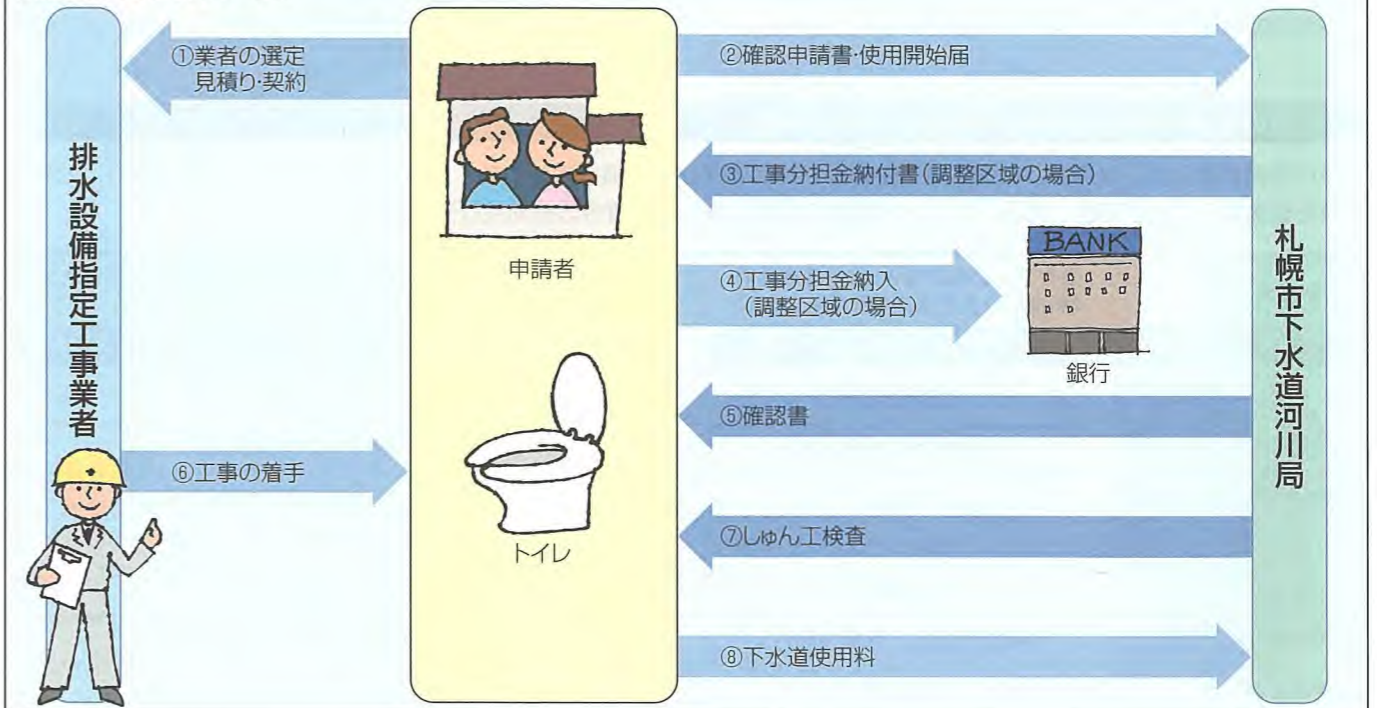 排水設備指定工事業者
①業者の選定
見積り・契約
申請者
トイレ
②確認申請書・使用開始届
③工事分担金納付書(調整区域の場合)
④工事分担金納入
(調整区域の場合)
BANK
銀行
⑤確認書
⑥工事の着手
⑦しゅん工検査
⑧下水道使用料
札幌市下水道河川局